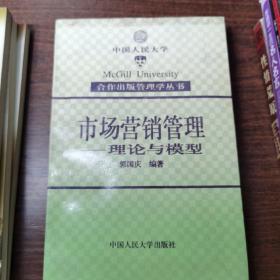 中国人民大学
McGill University
合作出版管理学丛书
市场营销管理
——理论与模型
郭国庆 编著
中国人民大学出版社